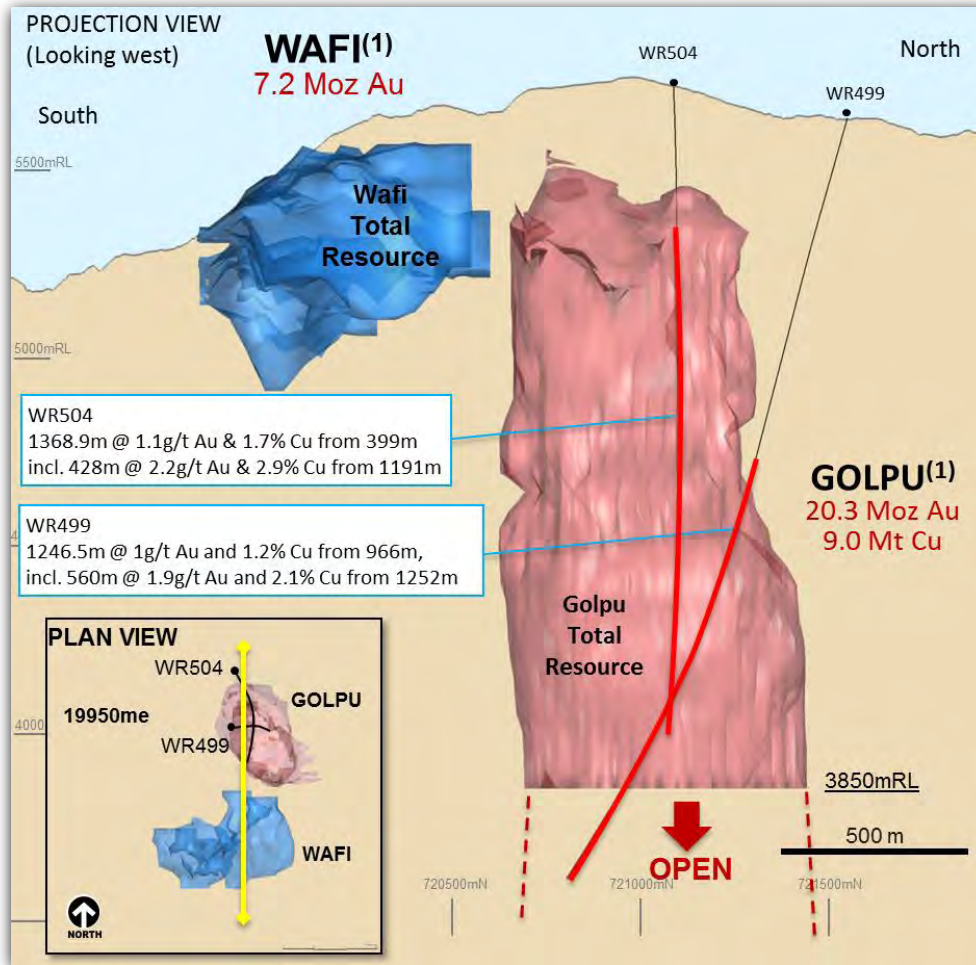 PROJECTION VIEW
(Looking west)
WAFI(1)
7.2 Moz Au
North
South
WR504
WR499
5500mRL
Wafi
Total
Resource
5000mRL
WR504
1368.9m @ 1.1g/t Au & 1.7% Cu from 399m
incl. 428m @ 2.2g/t Au & 2.9% Cu from 1191m
GOLPU(1)
20.3 Moz Au
9.0 Mt Cu
WR499
1246.5m @ 1g/t Au and 1.2% Cu from 966m,
incl. 560m @ 1.9g/t Au and 2.1% Cu from 1252m
Golpu
Total
Resource
PLAN VIEW
WR504
GOLPU
19950me
WR499
WAFI
NORTH
4000
3850mRL
500 m
OPEN
720500mN
721000mN
721500mN